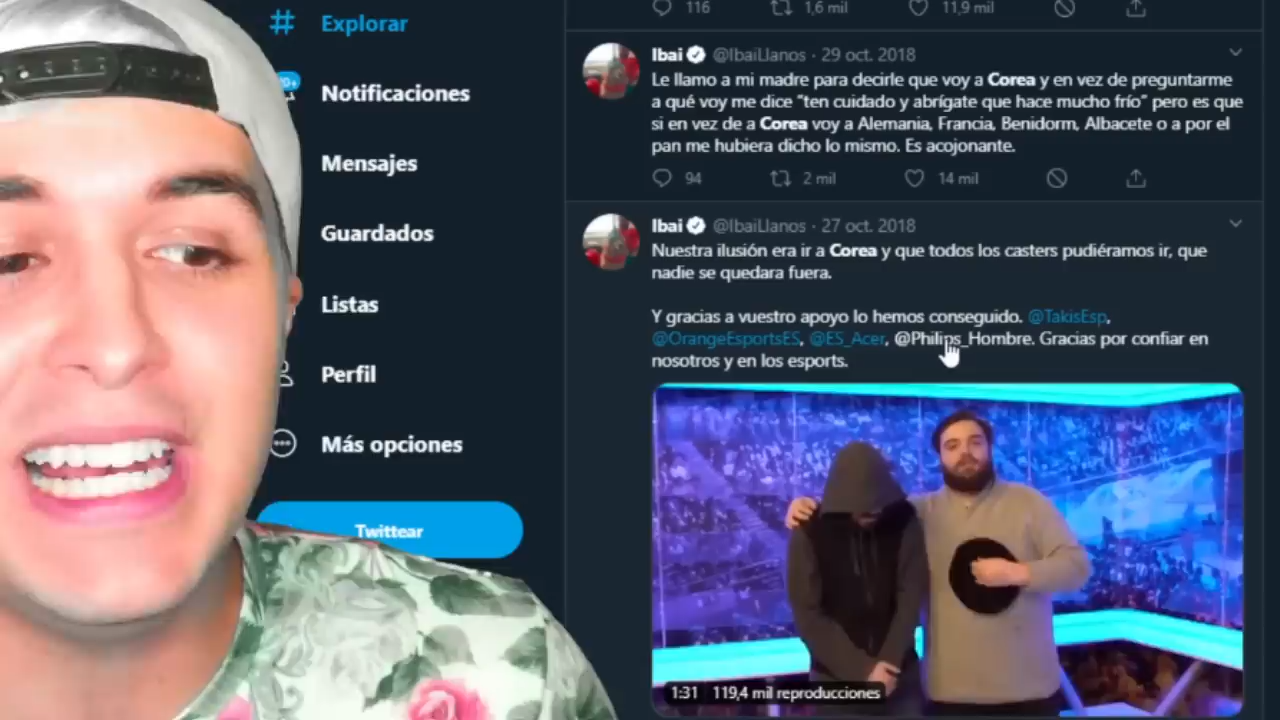 Explorar
Notificaciones
Mensajes
Guardados
Listas
Perfil
Más opciones
Twittear
116 1,6 mil 11,9 mil
Ibai @IbaiLlanos · 29 oct. 2018
Le llamo a mi madre para decirle que voy a Corea y en vez de preguntarme
a qué voy me dice "ten cuidado y abrígate que hace mucho frío" pero es que
si en vez de a Corea voy a Alemania, Francia, Benidorm, Albacete o a por el
pan me hubiera dicho lo mismo. Es acojonante.
94 2 mil 14 mil
Ibai @IbaiLlanos · 27 oct. 2018
Nuestra ilusión era ir a Corea y que todos los casters pudiéramos ir, que
nadie se quedara fuera.
Y gracias a vuestro apoyo lo hemos conseguido. @TakisEsp,
@OrangeEsportsES, @ES_Acer, @Philips_Hombre. Gracias por confiar en
nosotros y en los esports.
1:31 119,4 mil reproducciones